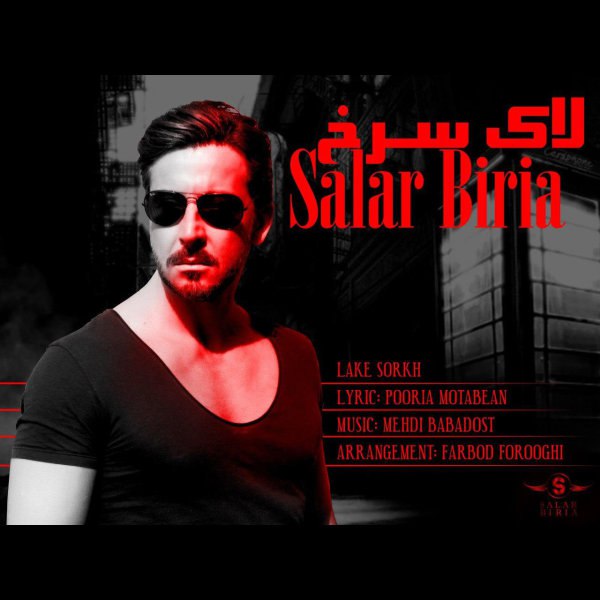 لاک سرخ
Salar Biria
LAKE SORKH
LYRIC: POORIA MOTABEAN
MUSIC: MEHDI BABADOST
ARRANGEMENT: FARBOD FOROOGHI
S
SALAR
BIRIA